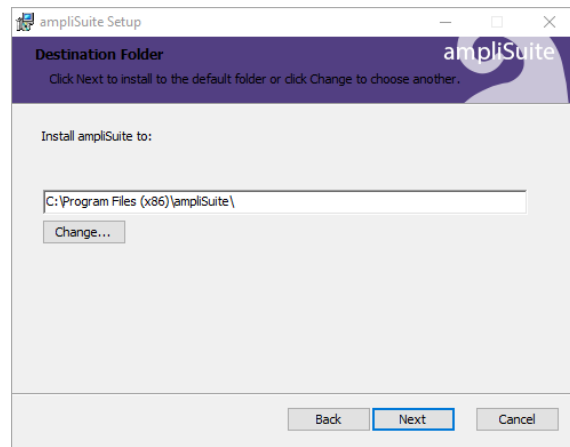 ampliSuite Setup
Destination Folder
ampliSuite
Click Next to install to the default folder or click Change to choose another.
Install ampliSuite to:
C:\Program Files (x86)\ampliSuite\
Change...
Back
Next
Cancel